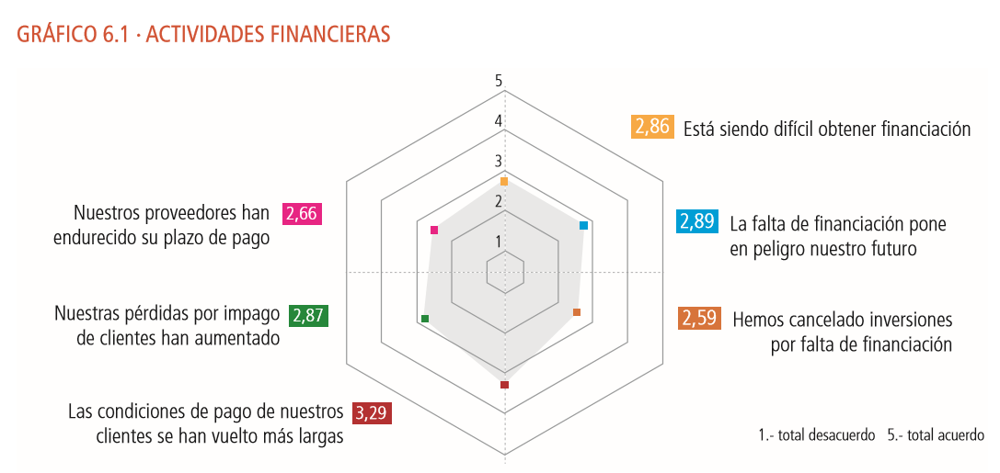 GRÁFICO 6.1 · ACTIVIDADES FINANCIERAS
5
4
3
2
1
2,86 Está siendo difícil obtener financiación
2,89 La falta de financiación pone
en peligro nuestro futuro
2,59 Hemos cancelado inversiones
por falta de financiación
Nuestros proveedores han 2,66
endurecido su plazo de pago
Nuestras pérdidas por impago 2,87
de clientes han aumentado
Las condiciones de pago de nuestros 3,29
clientes se han vuelto más largas
1.- total desacuerdo 5.- total acuerdo